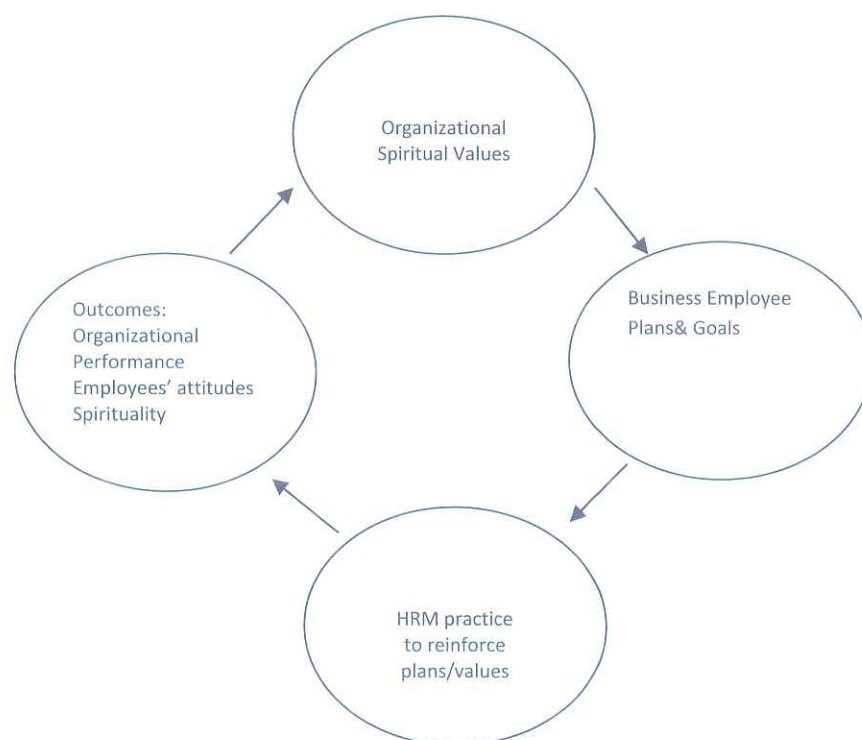 Organizational
Spiritual Values
Business Employee
Plans& Goals
HRM practice
to reinforce
plans/values
Outcomes:
Organizational
Performance
Employees’ attitudes
Spirituality